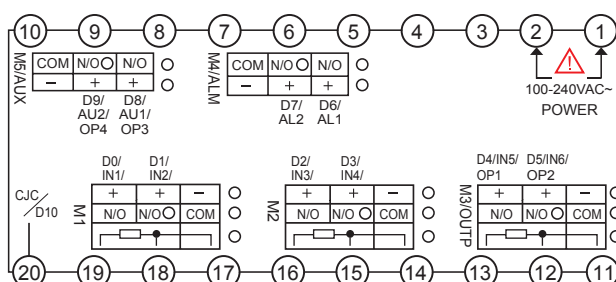 10 9 8 7 6 5 4 3 2 1
M5/AUX
COM N/O N/O
− + +
D9/ D8/
AU2/ AU1/
OP4 OP3
M4/ALM
COM N/O N/O
− + +
D7/ D6/
AL2 AL1
100-240VAC~
POWER
CJC
D10
M1
D0/ D1/
IN1/ IN2/
+ + −
N/O N/O COM
M2
D2/ D3/
IN3/ IN4/
+ + −
N/O N/O COM
M3/OUTP
D4/IN5/ D5/IN6/
OP1 OP2
+ + −
N/O N/O COM
20 19 18 17 16 15 14 13 12 11